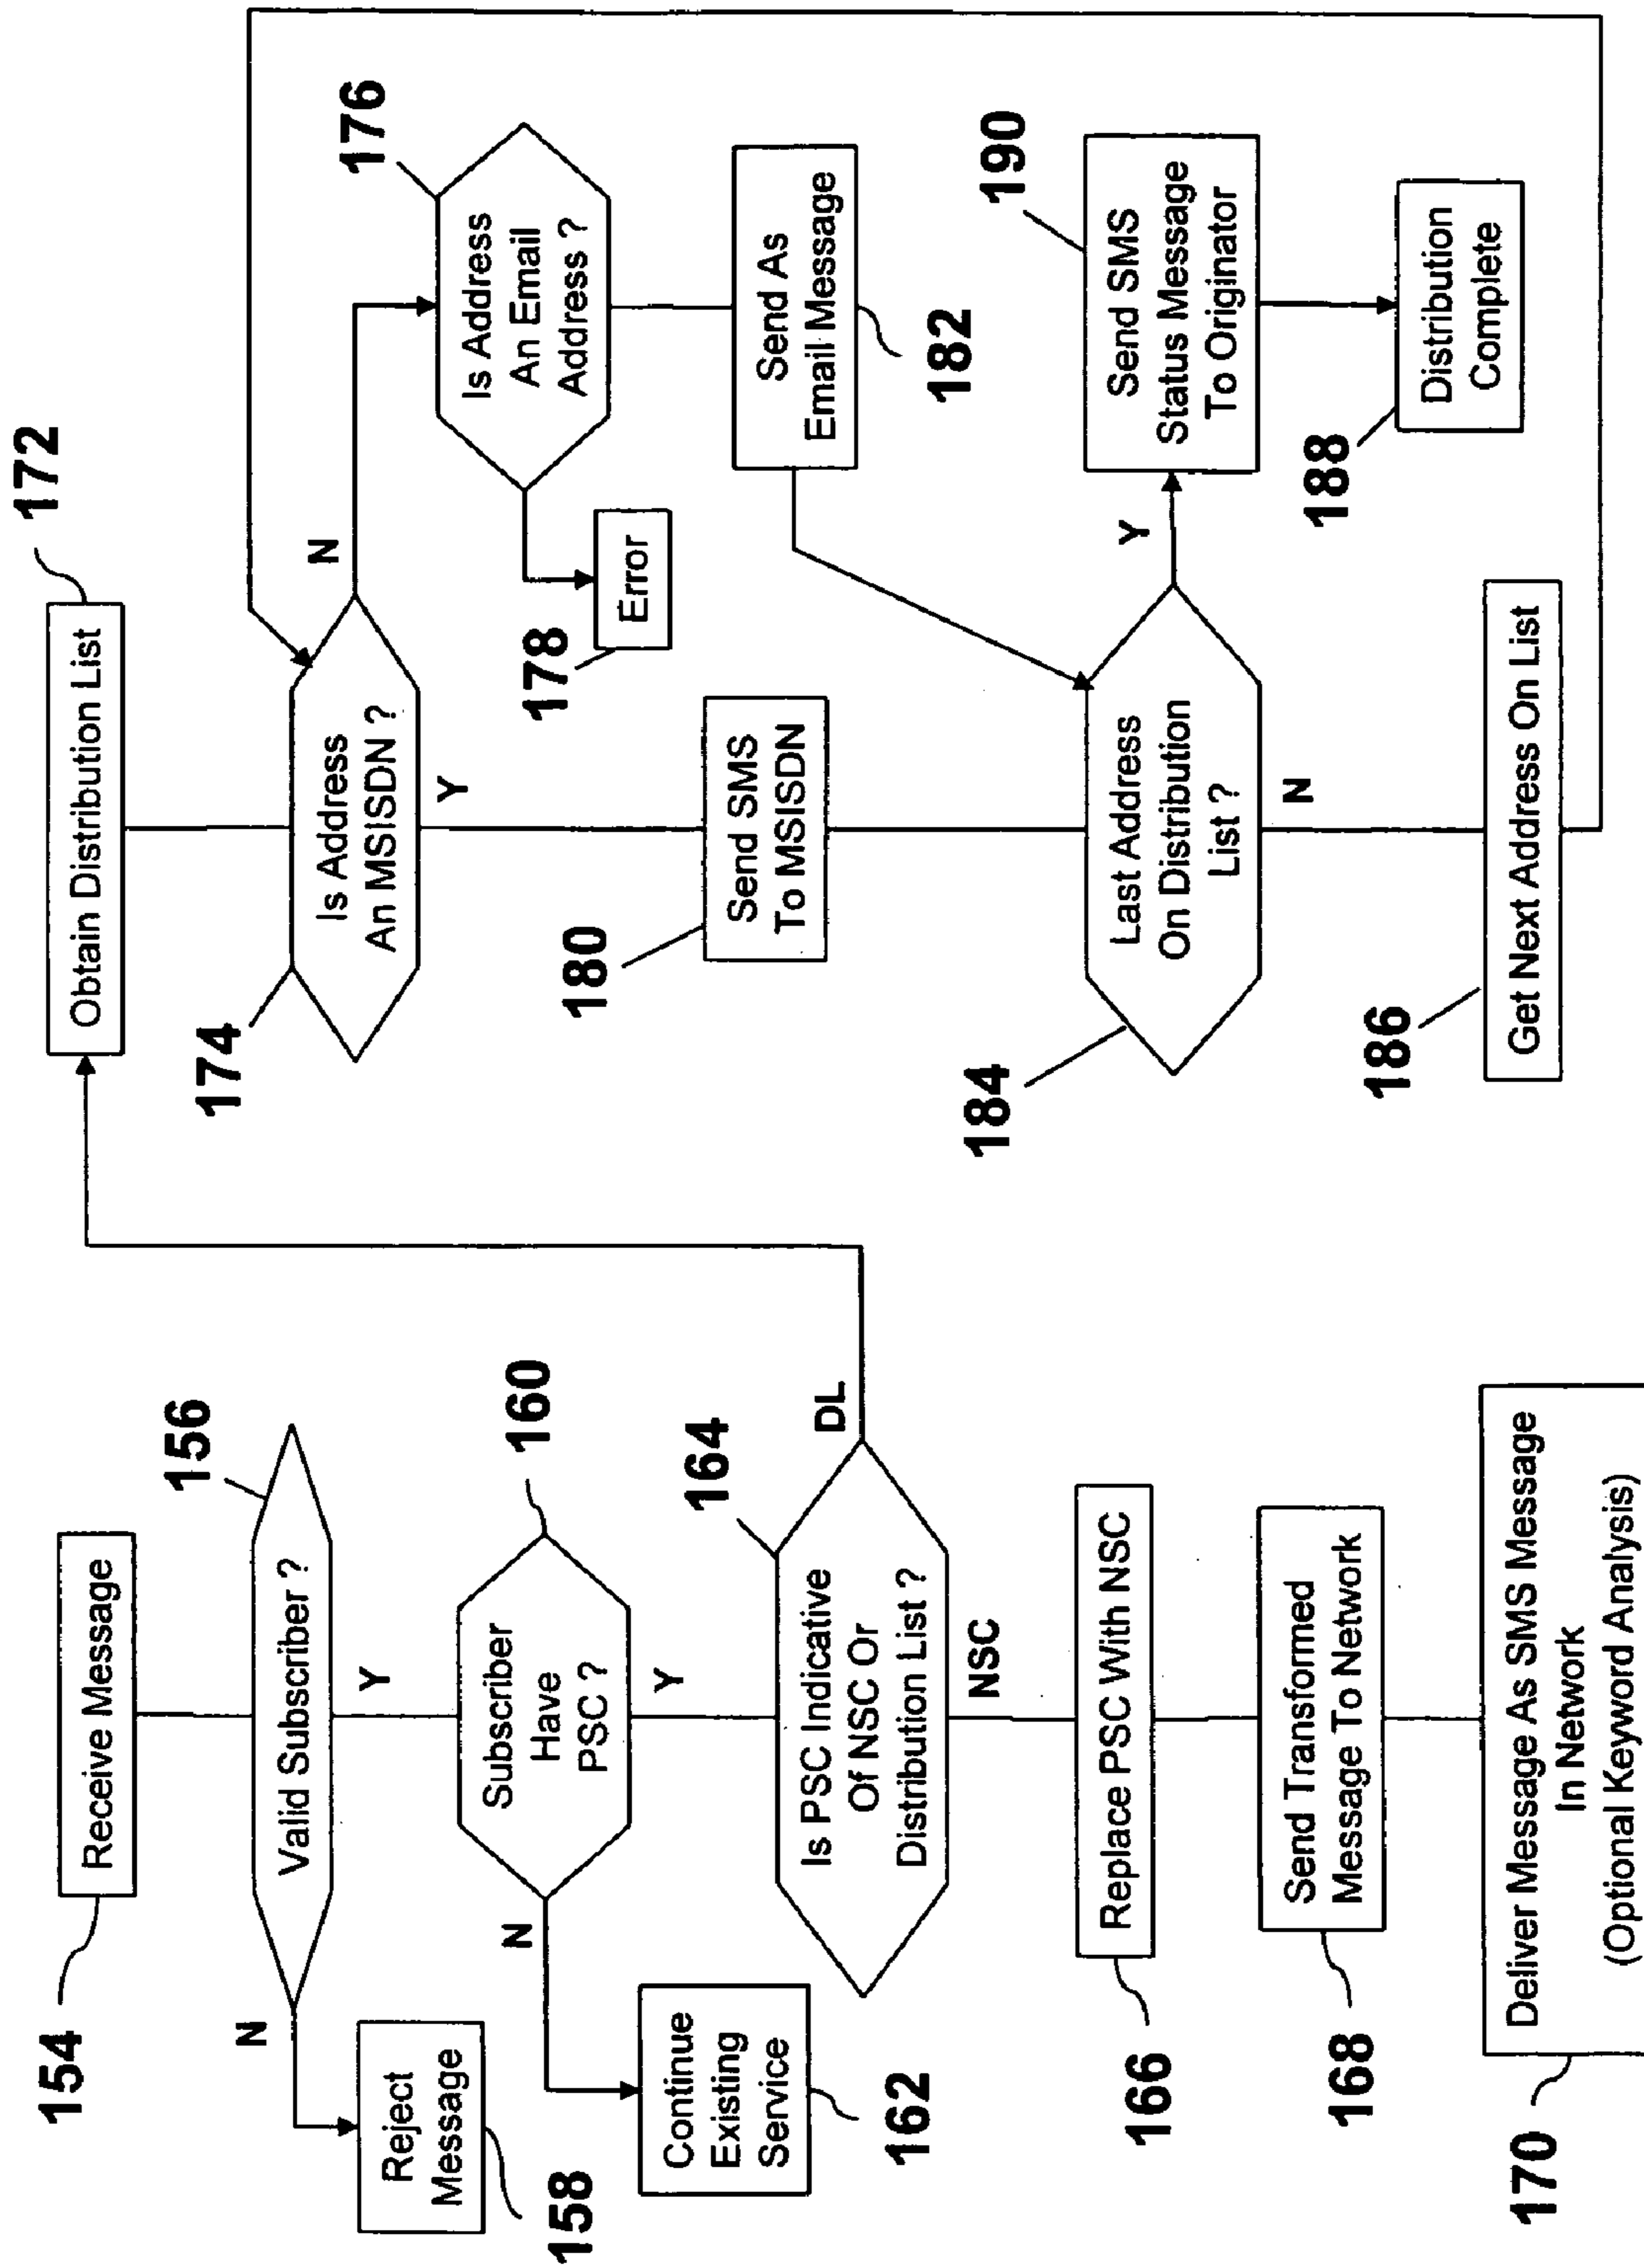 154
Receive Message
156
Valid Subscriber ?
N
Y
Reject
Message
158
160
Subscriber
Have
PSC ?
N
Y
Continue
Existing
Service
162
164
Is PSC Indicative
Of NSC Or
Distribution List ?
DL
NSC
166
Replace PSC With NSC
168
Send Transformed
Message To Network
170
Deliver Message As SMS Message
In Network
(Optional Keyword Analysis)
172
Obtain Distribution List
174
Is Address
An MSISDN ?
N
Y
176
Is Address
An Email
Address ?
178
Error
180
Send SMS
To MSISDN
Send As
Email Message
182
184
Last Address
On Distribution
List ?
Y
N
190
Send SMS
Status Message
To Originator
188
Distribution
Complete
186
Get Next Address On List